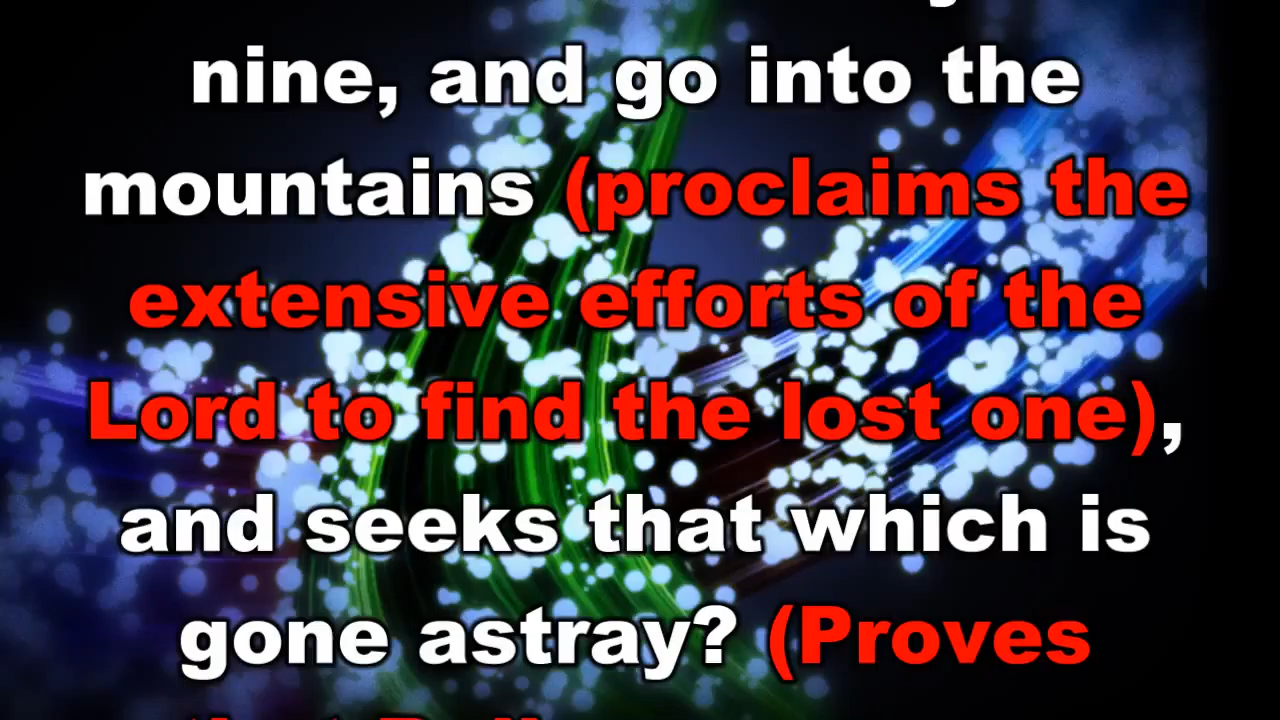 nine, and go into the
mountains (proclaims the
extensive efforts of the
Lord to find the lost one),
and seeks that which is
gone astray? (Proves